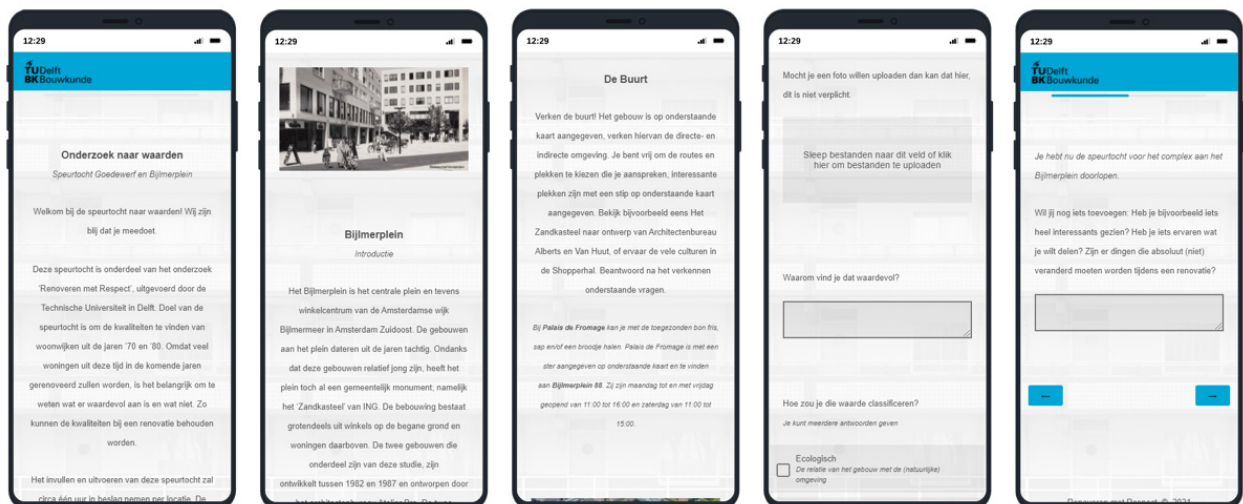 12:29
TU Delft
BK Bouwkunde
Onderzoek naar waarden
Speurtocht Goedewerf en Bijlmerplein
Welkom bij de speurtocht naar waarden! Wij zijn
blij dat je meedoet.
Deze speurtocht is onderdeel van het onderzoek
'Renoveren met Respect', uitgevoerd door de
Technische Universiteit in Delft. Doel van de
speurtocht is om de kwaliteiten te vinden van
woonwijken uit de jaren '70 en '80. Omdat veel
woningen uit deze tijd in de komende jaren
gerenoveerd zullen worden, is het belangrijk om te
weten wat er waardevol aan is en wat niet. Zo
kunnen de kwaliteiten bij een renovatie behouden
worden.
Het invullen en uitvoeren van deze speurtocht zal
circa één uur in beslag nemen per locatie. De
12:29
Bijlmerplein
Introductie
Het Bijlmerplein is het centrale plein en tevens
winkelcentrum van de Amsterdamse wijk
Bijlmermeer in Amsterdam Zuidoost. De gebouwen
aan het plein dateren uit de jaren tachtig. Ondanks
dat deze gebouwen relatief jong zijn, heeft het
plein toch al een gemeentelijk monument; namelijk
het 'Zandkasteel' van ING. De bebouwing bestaat
grotendeels uit winkels op de begane grond en
woningen daarboven. De twee gebouwen die
onderdeel zijn van deze studie, zijn
ontwikkeld tussen 1982 en 1987 en ontworpen door
12:29
De Buurt
Verken de buurt! Het gebouw is op onderstaande
kaart aangegeven, verken hiervan de directe- en
indirecte omgeving. Je bent vrij om de routes en
plekken te kiezen die je aanspreken, interessante
plekken zijn met een stip op onderstaande kaart
aangegeven. Bekijk bijvoorbeeld eens Het
Zandkasteel naar ontwerp van Architectenbureau
Alberts en Van Huut, of ervaar de vele culturen in
de Shopperhal. Beantwoord na het verkennen
onderstaande vragen.
Bij Palais de Fromage kan je met de toegezonden bon fris,
sap en/of een broodje halen. Palais de Fromage is met een
ster aangegeven op onderstaande kaart en te vinden
aan Bijlmerplein 88. Zij zijn maandag tot en met vrijdag
geopend van 11:00 tot 16:00 en zaterdag van 11:00 tot
15:00.
12:29
Mocht je een foto willen uploaden dan kan dat hier,
dit is niet verplicht.
Sleep bestanden naar dit veld of klik
hier om bestanden te uploaden
Waarom vind je dat waardevol?
Hoe zou je die waarde classificeren?
Je kunt meerdere antwoorden geven
Ecologisch
De relatie van het gebouw met de (natuurlijke)
omgeving
12:29
TU Delft
BK Bouwkunde
Je hebt nu de speurtocht voor het complex aan het
Bijlmerplein doorlopen.
Wil jij nog iets toevoegen: Heb je bijvoorbeeld iets
heel interessants gezien? Heb je iets ervaren wat
je wilt delen? Zijn er dingen die absoluut (niet)
veranderd moeten worden tijdens een renovatie?
← →
Renoveren met Respect © 2021